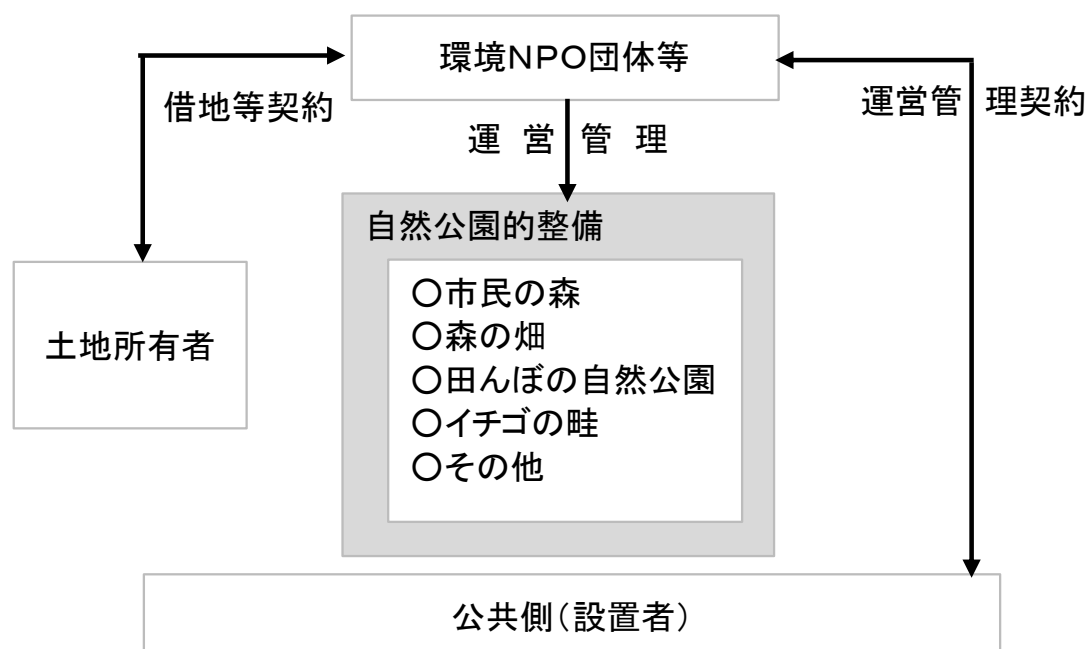 環境NPO団体等
借地等契約
運営管理契約
運営管理
自然公園的整備
○市民の森
○森の畑
○田んぼの自然公園
○イチゴの畦
○その他
土地所有者
公共側（設置者）